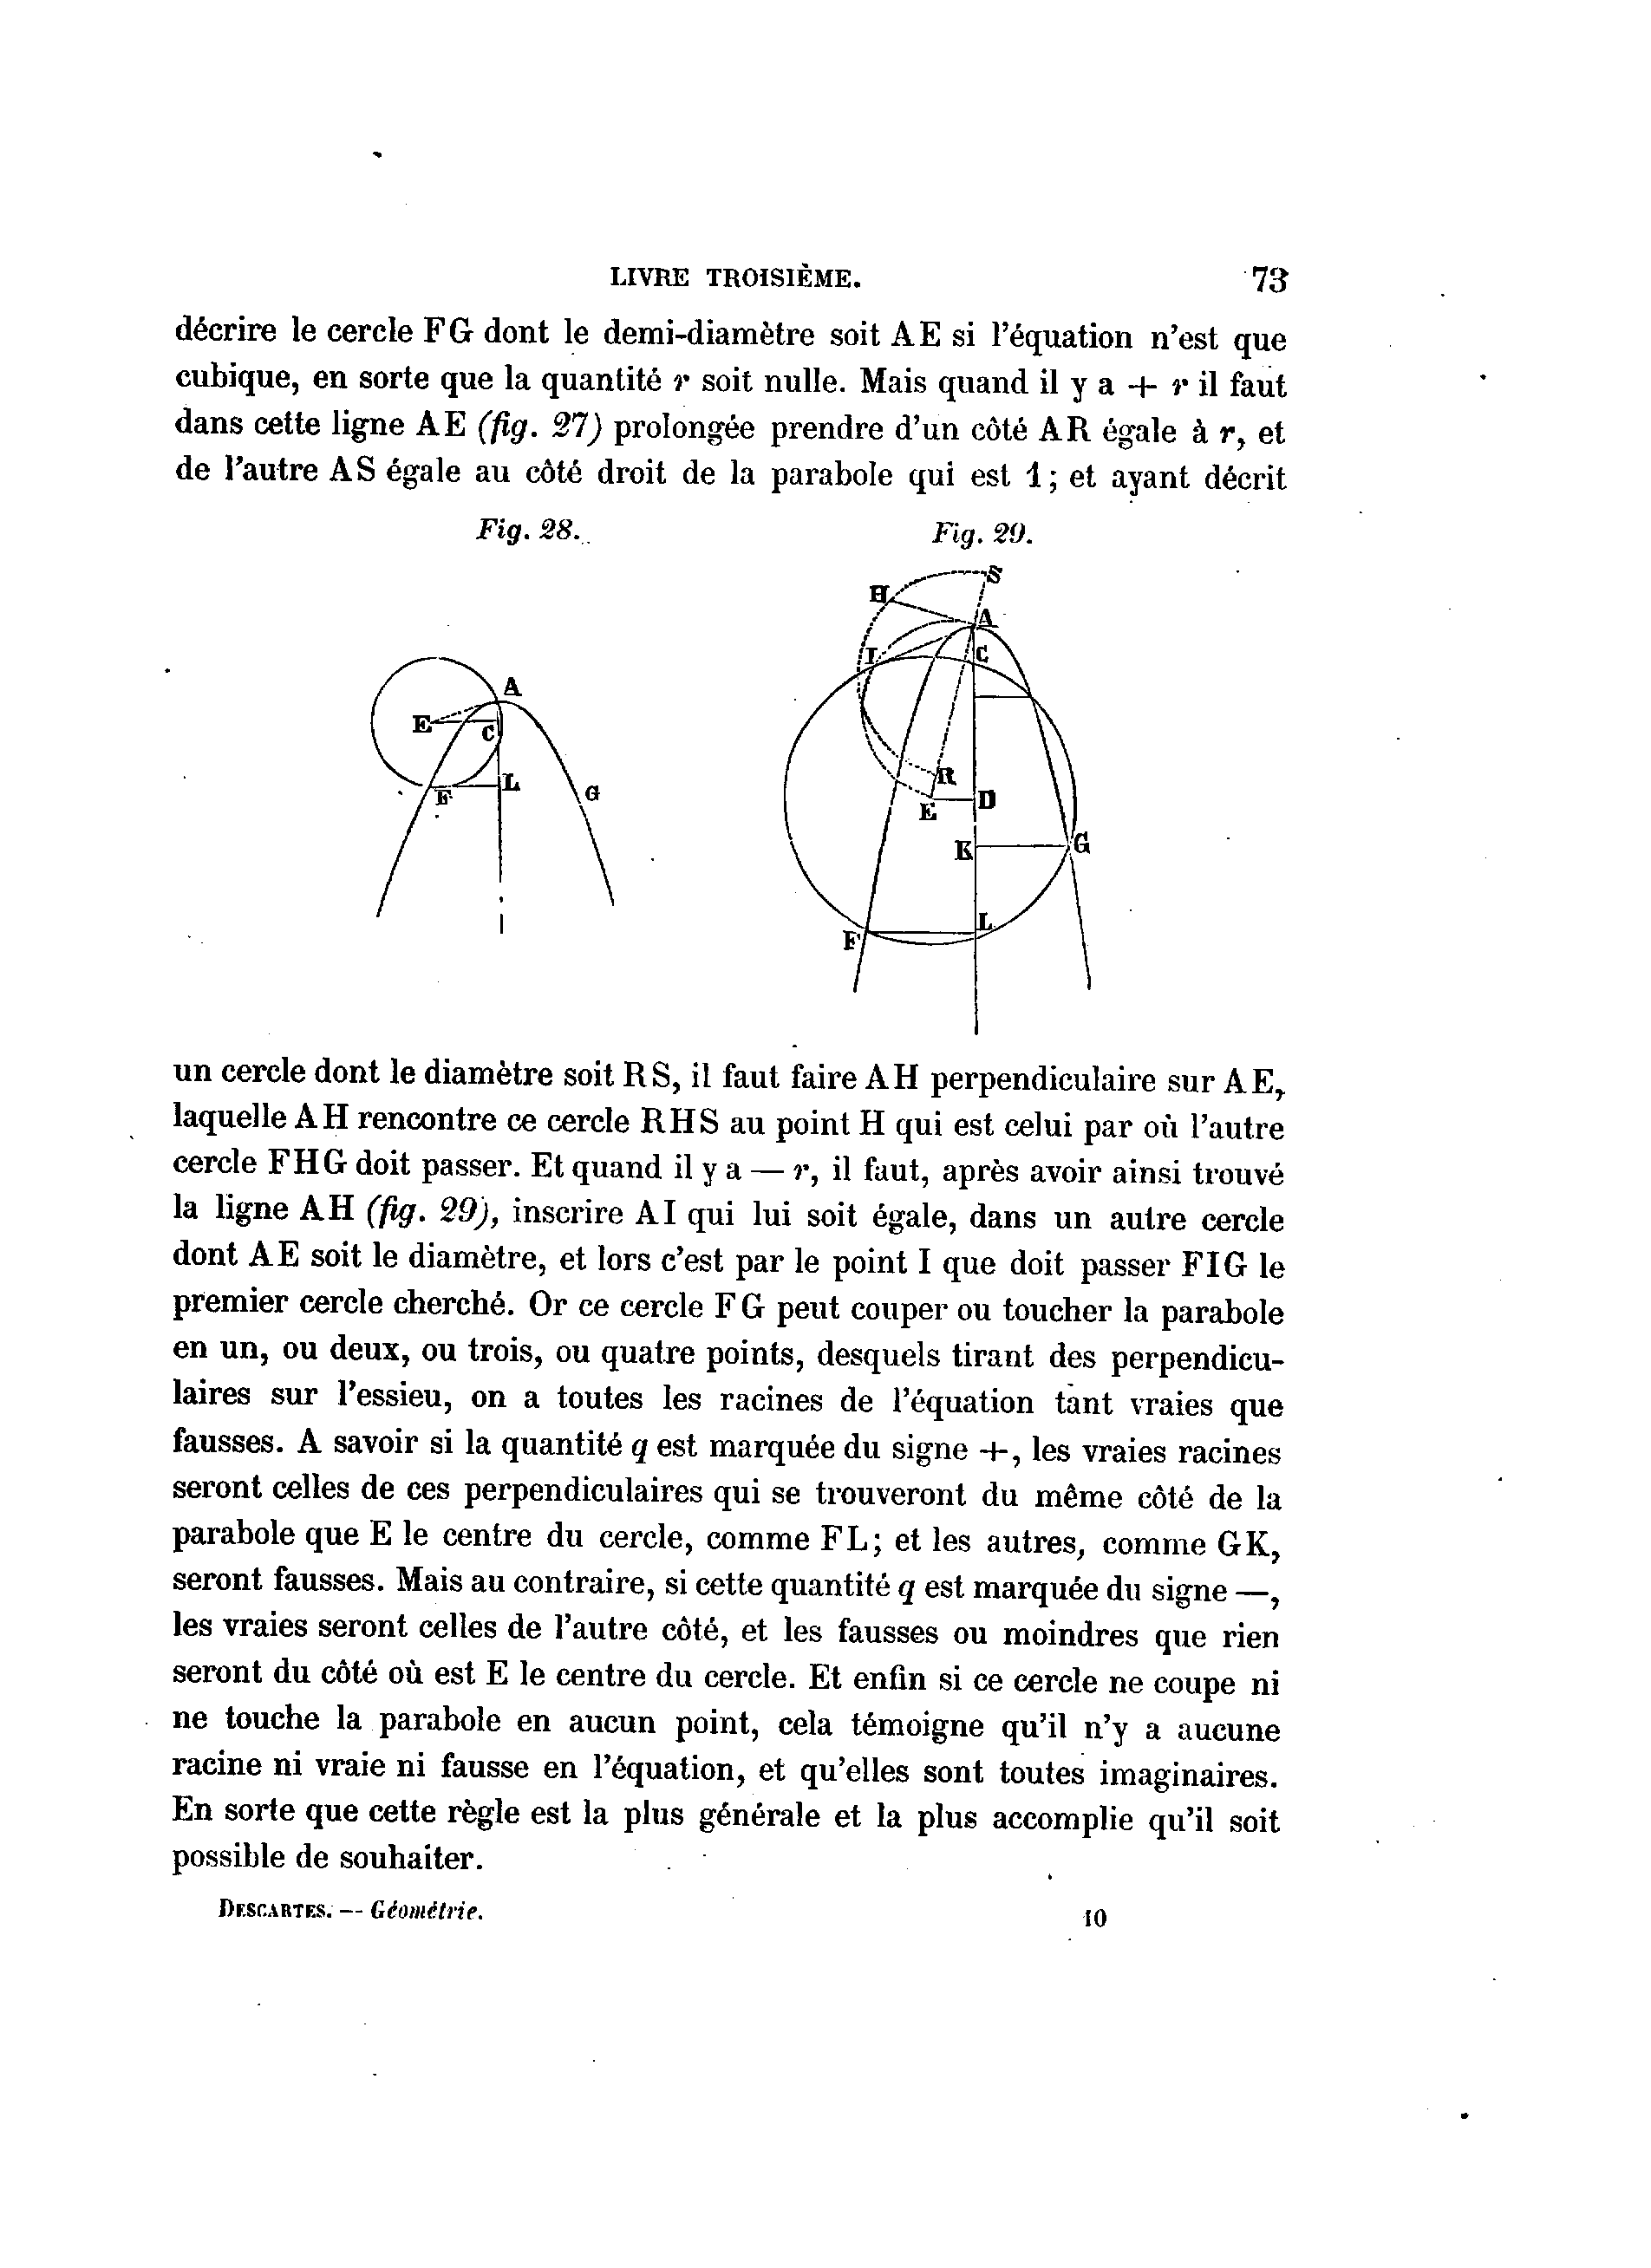 LIVRE TROISIÈME. 73
décrire le cercle FG dont le demi-diamètre soit AE si l'équation n'est que
cubique, en sorte que la quantité r soit nulle. Mais quand il y a + r il faut
dans cette ligne AE (fig. 27) prolongée prendre d'un côté AR égale à r, et
de l'autre AS égale au côté droit de la parabole qui est 1; et ayant décrit
Fig. 28. Fig. 29.
A
E
C
L
F
G
S
H
A
I
C
R
E
D
K
G
L
F
un cercle dont le diamètre soit RS, il faut faire AH perpendiculaire sur AE,
laquelle AH rencontre ce cercle RHS au point H qui est celui par où l'autre
cercle FHG doit passer. Et quand il y a — r, il faut, après avoir ainsi trouvé
la ligne AH (fig. 29), inscrire AI qui lui soit égale, dans un autre cercle
dont AE soit le diamètre, et lors c'est par le point I que doit passer FIG le
premier cercle cherché. Or ce cercle FG peut couper ou toucher la parabole
en un, ou deux, ou trois, ou quatre points, desquels tirant des perpendicu-
laires sur l'essieu, on a toutes les racines de l'équation tant vraies que
fausses. A savoir si la quantité q est marquée du signe +, les vraies racines
seront celles de ces perpendiculaires qui se trouveront du même côté de la
parabole que E le centre du cercle, comme FL; et les autres, comme GK,
seront fausses. Mais au contraire, si cette quantité q est marquée du signe —,
les vraies seront celles de l'autre côté, et les fausses ou moindres que rien
seront du côté où est E le centre du cercle. Et enfin si ce cercle ne coupe ni
ne touche la parabole en aucun point, cela témoigne qu'il n'y a aucune
racine ni vraie ni fausse en l'équation, et qu'elles sont toutes imaginaires.
En sorte que cette règle est la plus générale et la plus accomplie qu'il soit
possible de souhaiter.
DESCARTES. — Géométrie. 10